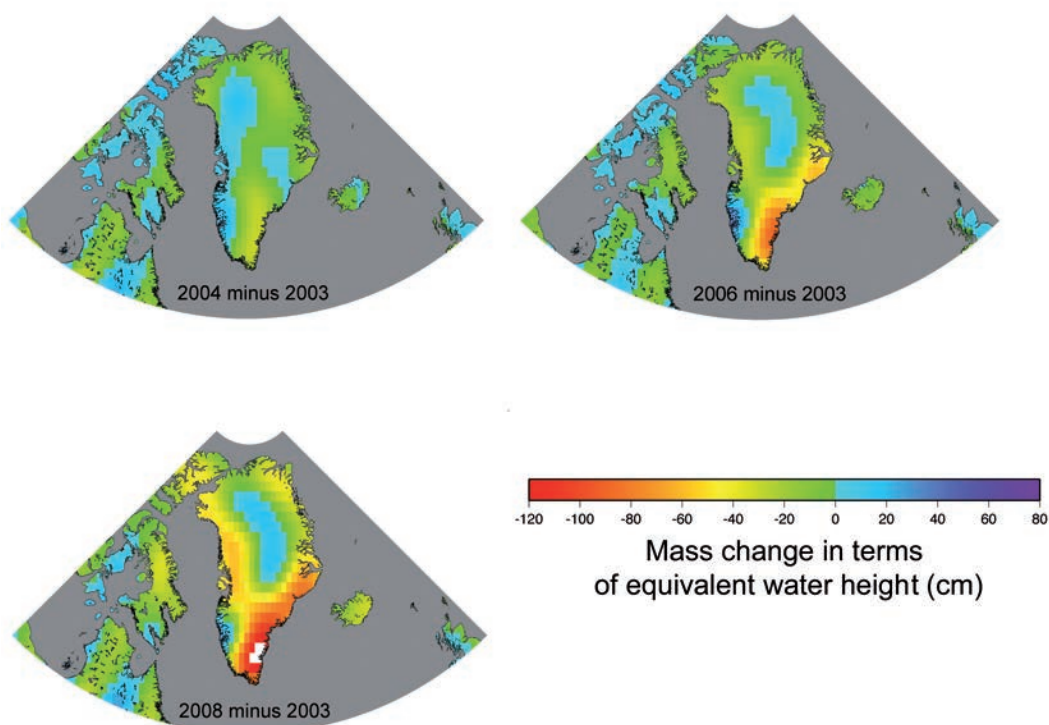 2004 minus 2003
2006 minus 2003
2008 minus 2003
-120 -100 -80 -60 -40 -20 0 20 40 60 80
Mass change in terms
of equivalent water height (cm)